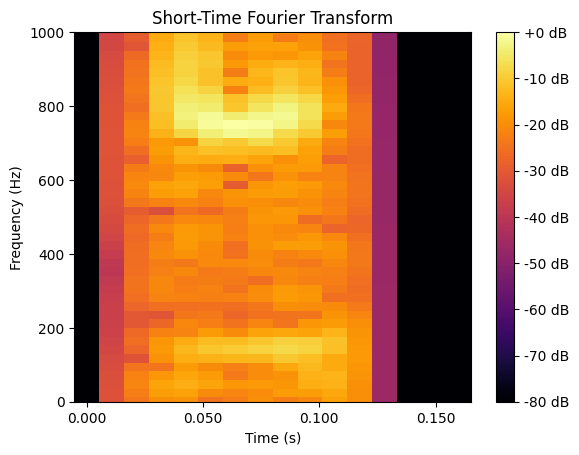 Short-Time Fourier Transform
Frequency (Hz)
1000
800
600
400
200
0
0.000
0.050
0.100
0.150
Time (s)
+0 dB
-10 dB
-20 dB
-30 dB
-40 dB
-50 dB
-60 dB
-70 dB
-80 dB